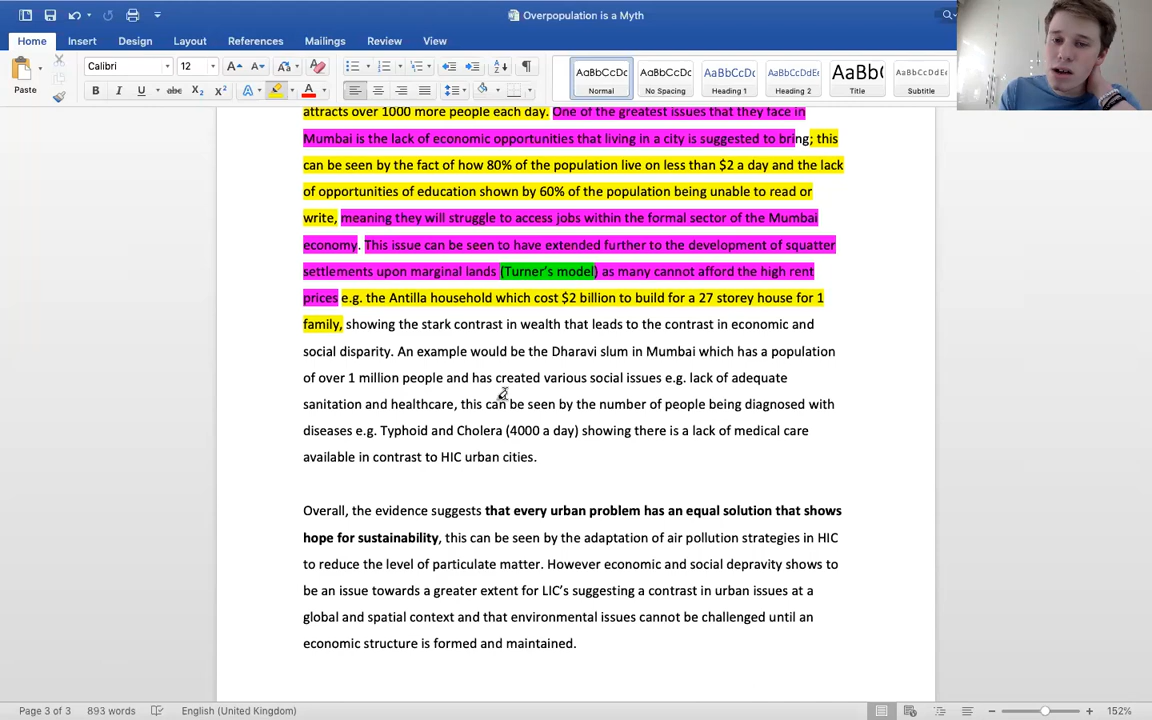 Overpopulation is a Myth
Home Insert Design Layout References Mailings Review View
Paste
Calibri 12
B I U abc X2 X2 A A
AaBbCcDc AaBbCcDc AaBbCcDc AaBbCcDdEe AaBb( AaBbCcDdEe
Normal No Spacing Heading 1 Heading 2 Title Subtitle
attracts over 1000 more people each day. One of the greatest issues that they face in
Mumbai is the lack of economic opportunities that living in a city is suggested to bring; this
can be seen by the fact of how 80% of the population live on less than $2 a day and the lack
of opportunities of education shown by 60% of the population being unable to read or
write, meaning they will struggle to access jobs within the formal sector of the Mumbai
economy. This issue can be seen to have extended further to the development of squatter
settlements upon marginal lands (Turner's model) as many cannot afford the high rent
prices e.g. the Antilla household which cost $2 billion to build for a 27 storey house for 1
family, showing the stark contrast in wealth that leads to the contrast in economic and
social disparity. An example would be the Dharavi slum in Mumbai which has a population
of over 1 million people and has created various social issues e.g. lack of adequate
sanitation and healthcare, this can be seen by the number of people being diagnosed with
diseases e.g. Typhoid and Cholera (4000 a day) showing there is a lack of medical care
available in contrast to HIC urban cities.
Overall, the evidence suggests that every urban problem has an equal solution that shows
hope for sustainability, this can be seen by the adaptation of air pollution strategies in HIC
to reduce the level of particulate matter. However economic and social depravity shows to
be an issue towards a greater extent for LIC's suggesting a contrast in urban issues at a
global and spatial context and that environmental issues cannot be challenged until an
economic structure is formed and maintained.
Page 3 of 3 893 words English (United Kingdom) 152%